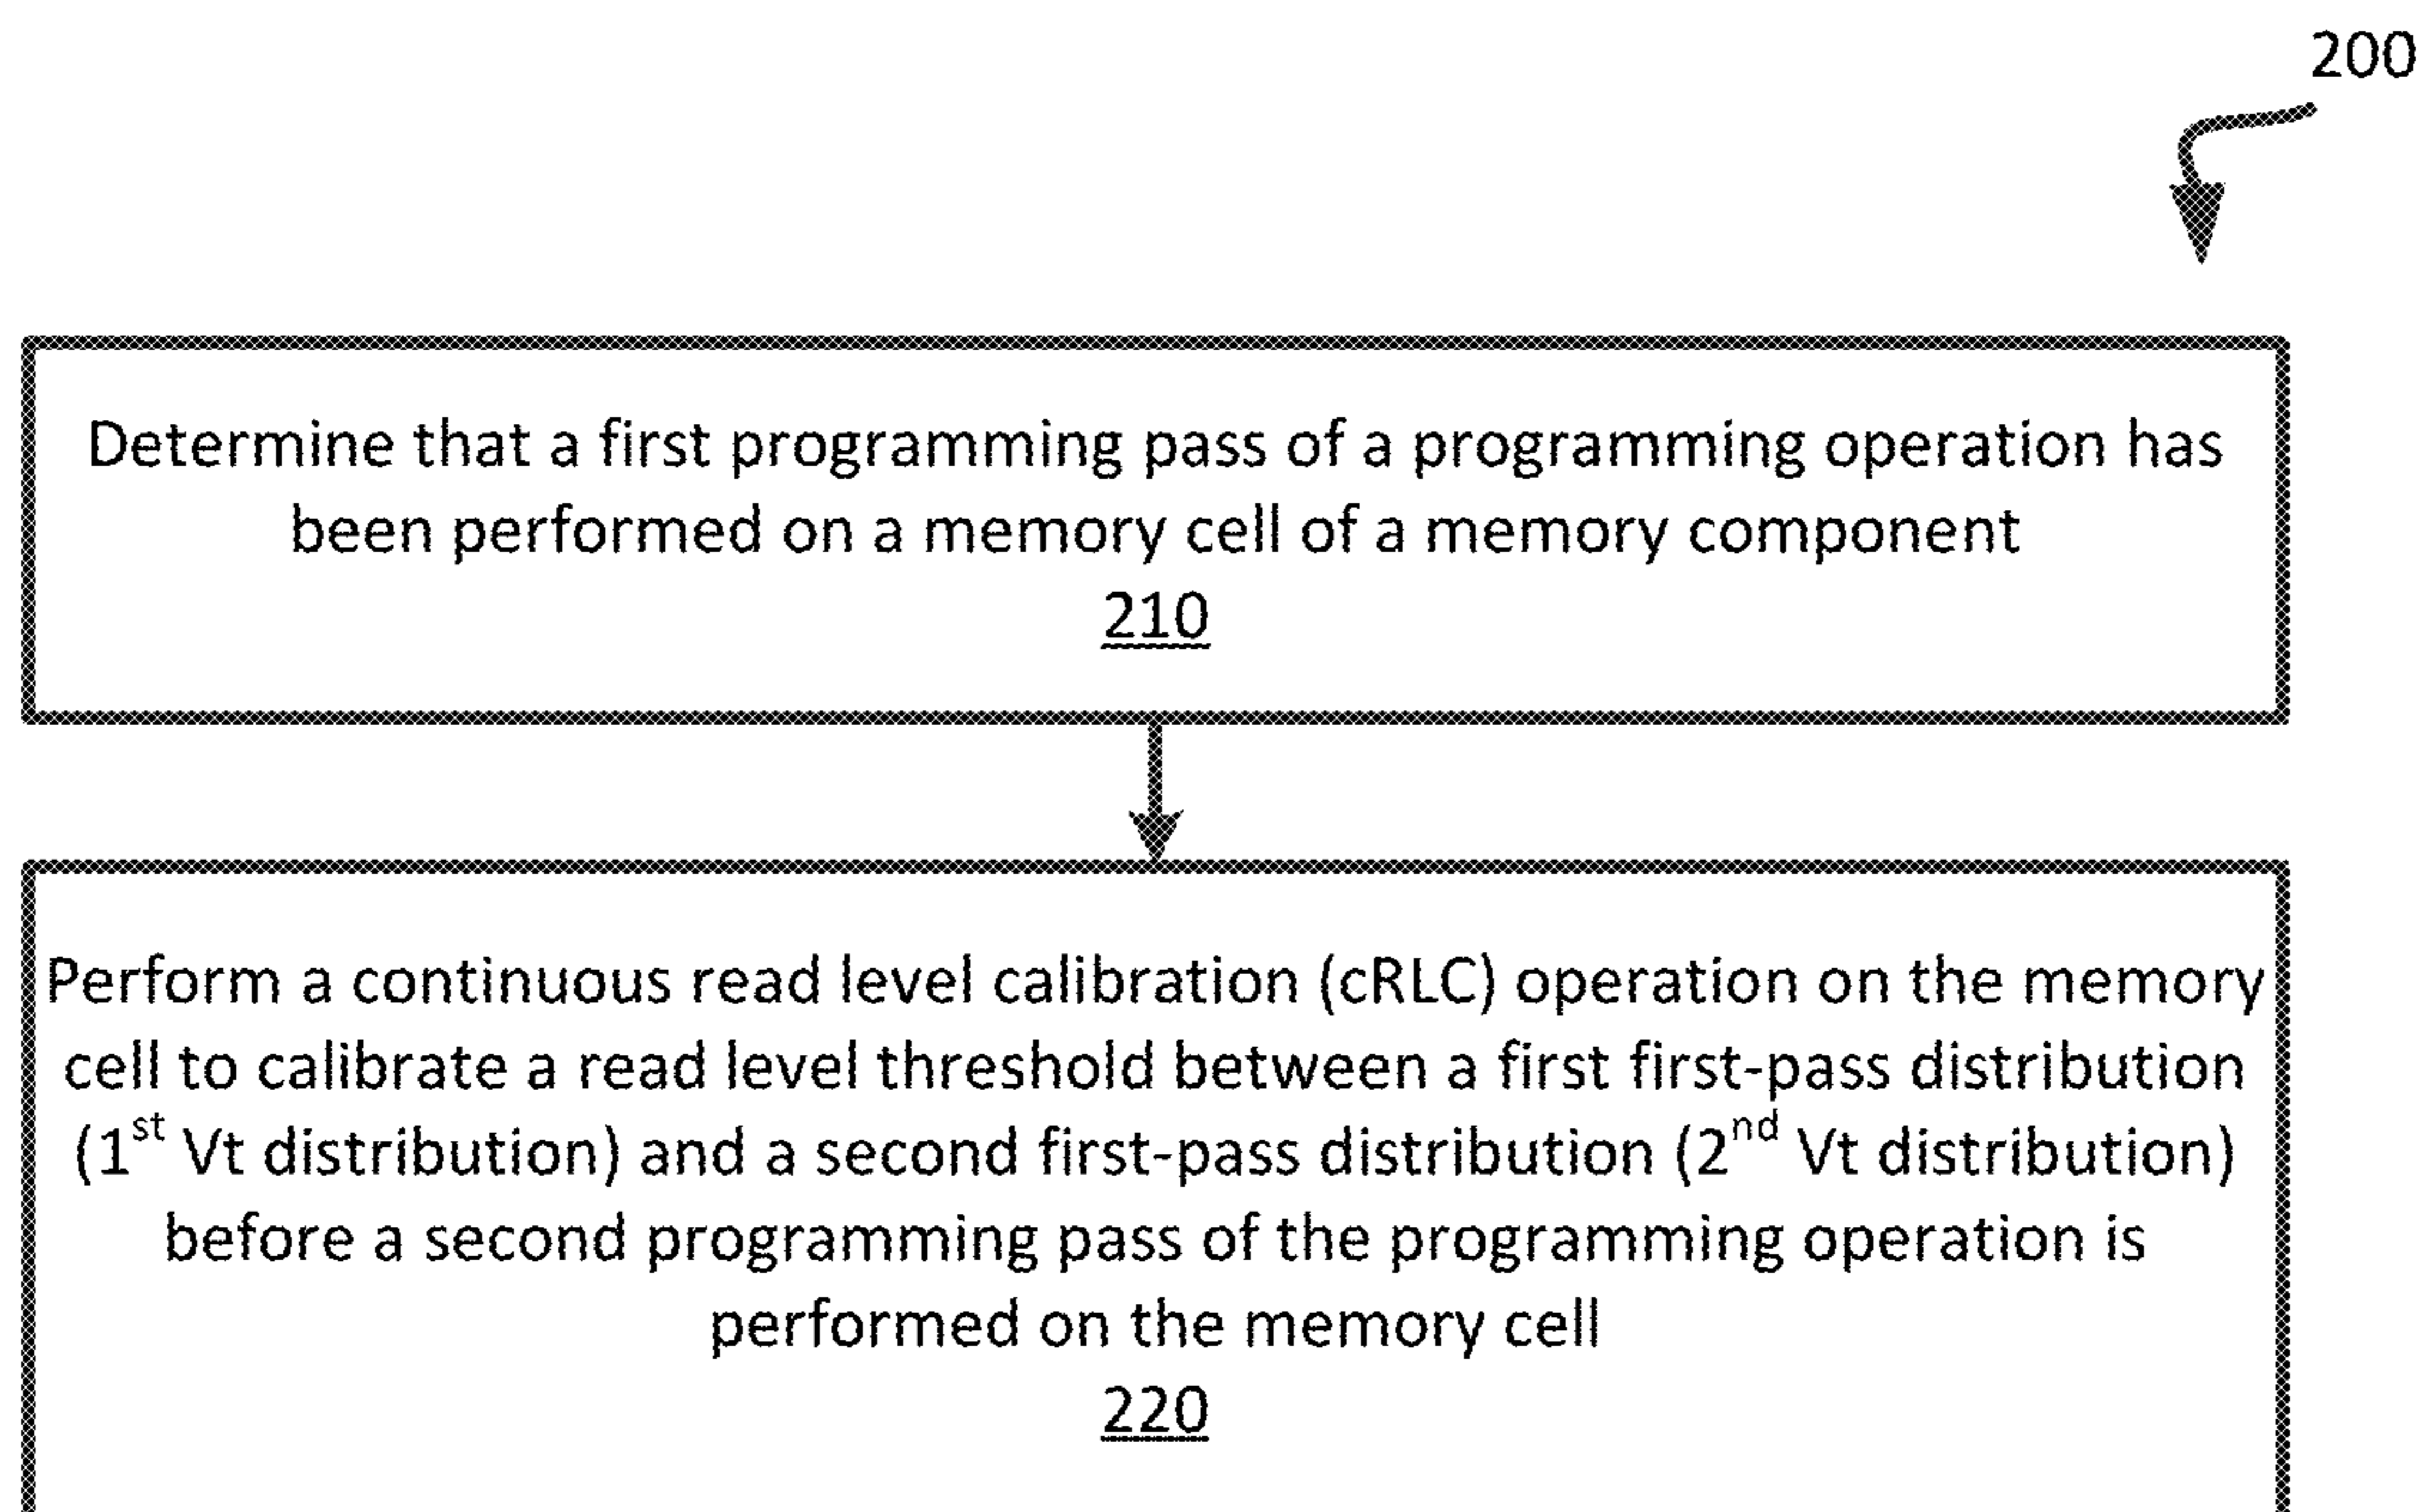 200
Determine that a first programming pass of a programming operation has
been performed on a memory cell of a memory component
210
Perform a continuous read level calibration (cRLC) operation on the memory
cell to calibrate a read level threshold between a first first-pass distribution
(1st Vt distribution) and a second first-pass distribution (2nd Vt distribution)
before a second programming pass of the programming operation is
performed on the memory cell
220